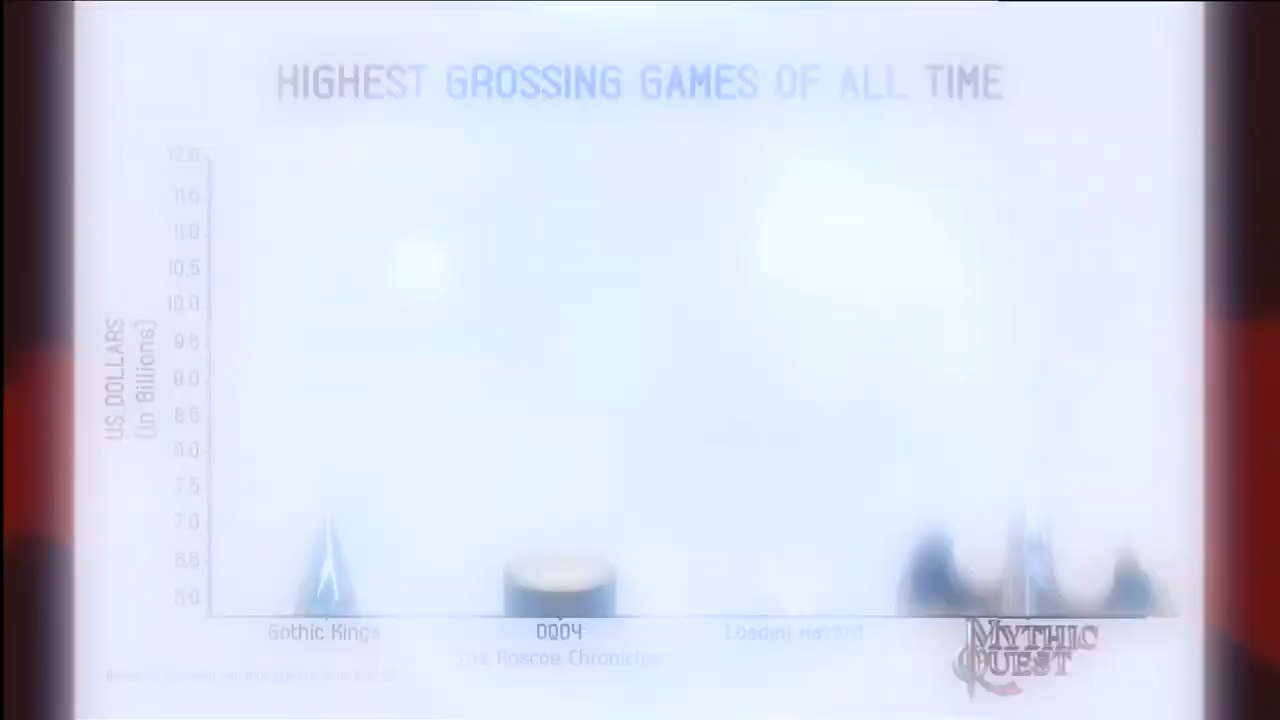 HIGHEST GROSSING GAMES OF ALL TIME
US DOLLARS
(in Billions)
12.0
11.5
11.0
10.5
10.0
9.5
9.0
8.5
8.0
7.5
7.0
6.5
6.0
Gothic Kings
DQD4
The Roscoe Chronicles
Loaded
MYTHIC
QUEST